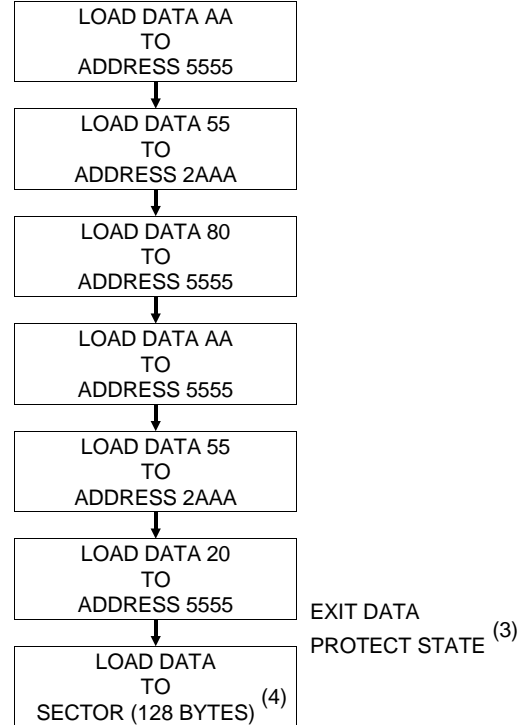 LOAD DATA AA
TO
ADDRESS 5555
LOAD DATA 55
TO
ADDRESS 2AAA
LOAD DATA 80
TO
ADDRESS 5555
LOAD DATA AA
TO
ADDRESS 5555
LOAD DATA 55
TO
ADDRESS 2AAA
LOAD DATA 20
TO
ADDRESS 5555
EXIT DATA
PROTECT STATE (3)
LOAD DATA
TO
SECTOR (128 BYTES) (4)